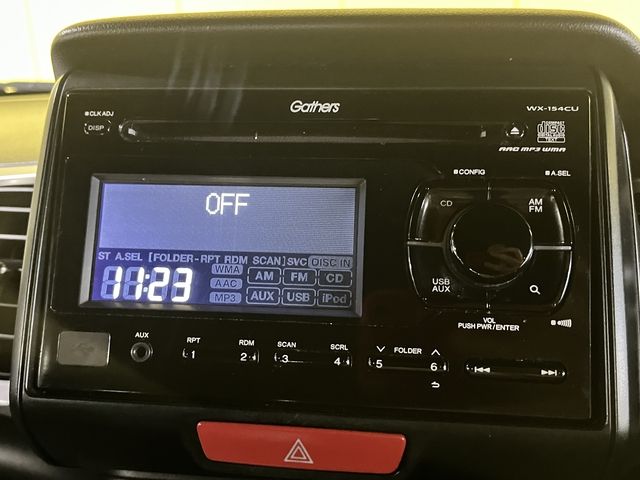 Gathers
WX-154CU
CLK ADJ
DISP
COMPACT
DISC
TEXT
AAC MP3 WMA
OFF
ST A.SEL [FOLDER-RPT RDM SCAN] SVC DISC IN
11:23
WMA
AAC
MP3
AM FM CD
AUX USB iPod
CONFIG
A.SEL
CD
AM
FM
USB
AUX
VOL
PUSH PWR/ENTER
AUX
RPT
1
RDM
2
SCAN
3
SCRL
4
FOLDER
5
6